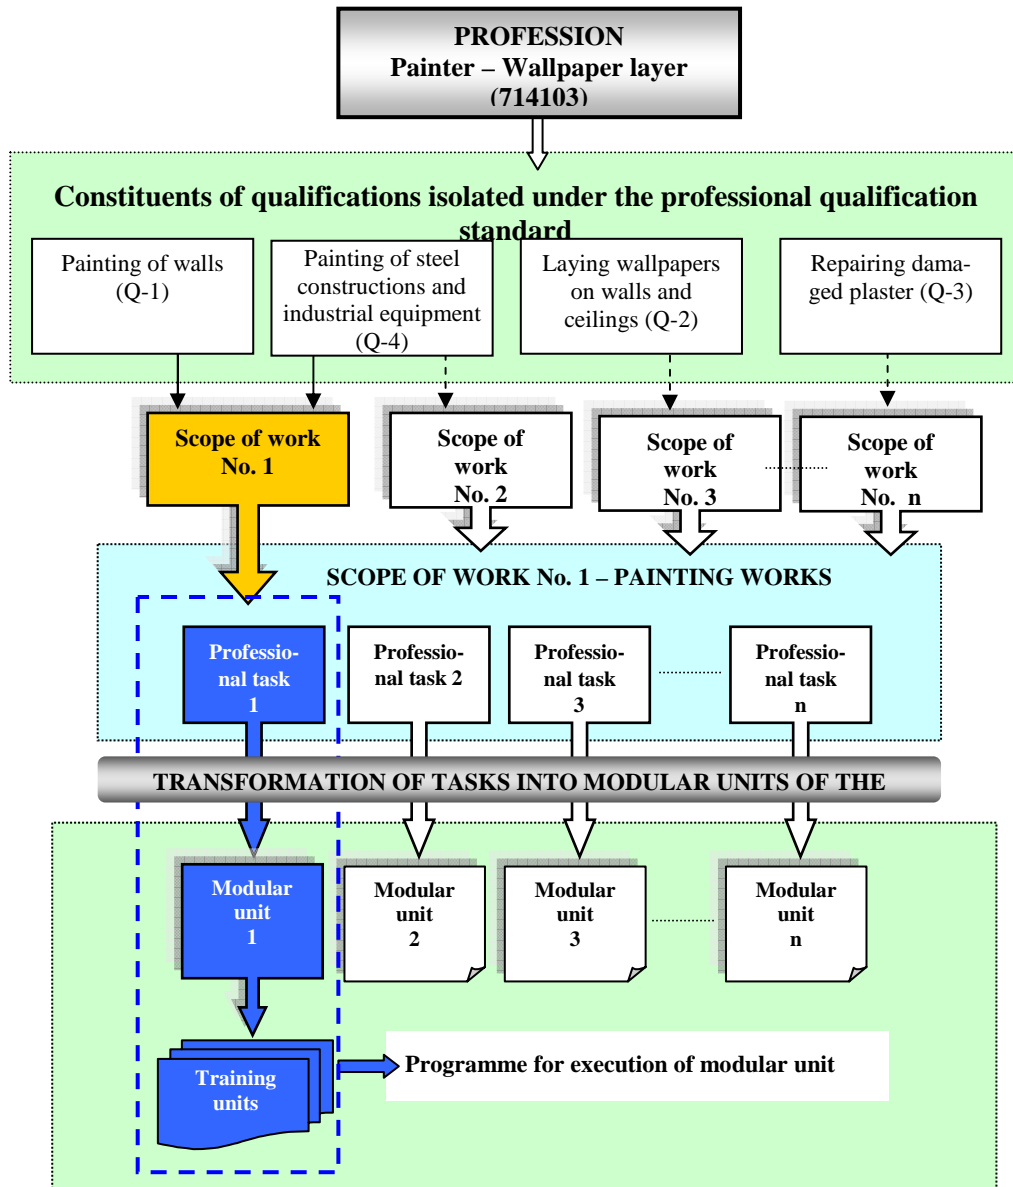 PROFESSION
Painter – Wallpaper layer
(714103)
Constituents of qualifications isolated under the professional qualification
standard
Painting of walls
(Q-1)
Painting of steel
constructions and
industrial equipment
(Q-4)
Laying wallpapers
on walls and
ceilings (Q-2)
Repairing dama-
ged plaster (Q-3)
Scope of work
No. 1
Scope of
work
No. 2
Scope of
work
No. 3
Scope of
work
No. n
SCOPE OF WORK No. 1 – PAINTING WORKS
Professio-
nal task
1
Professio-
nal task 2
Professio-
nal task
3
Professio-
nal task
n
TRANSFORMATION OF TASKS INTO MODULAR UNITS OF THE
Modular
unit
1
Modular
unit
2
Modular
unit
3
Modular
unit
n
Training
units
Programme for execution of modular unit